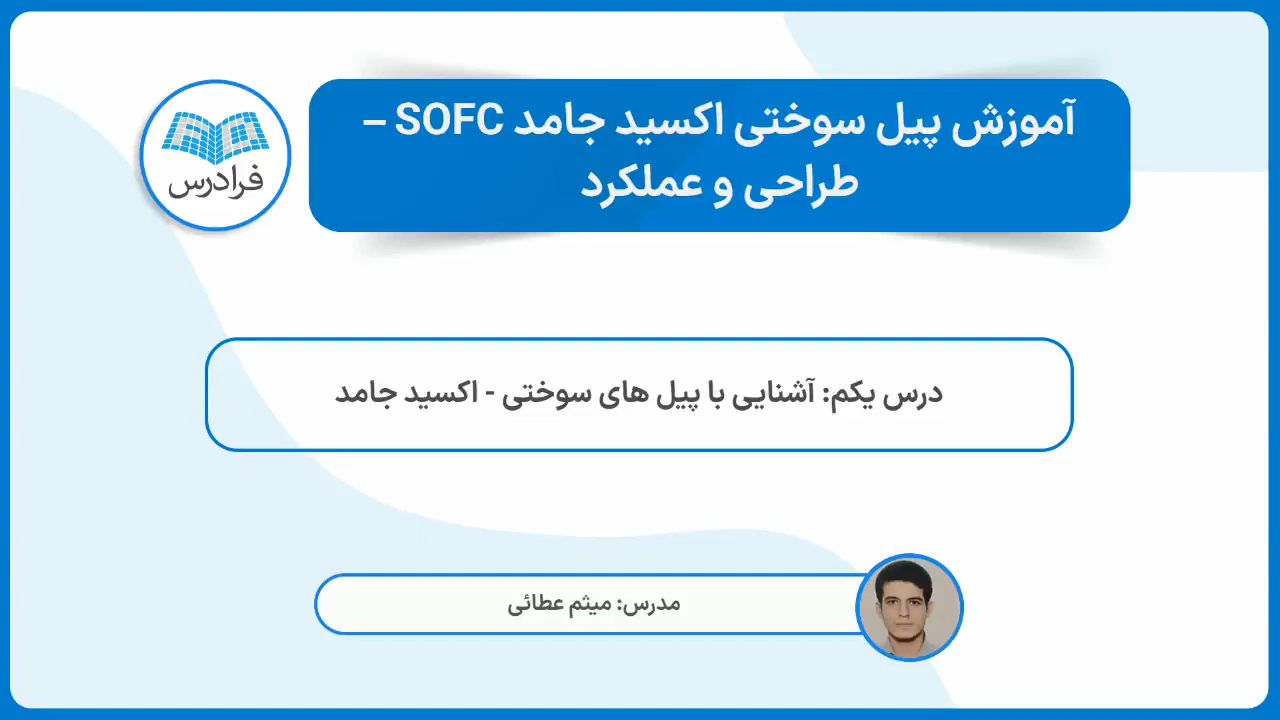 آموزش پیل سوختی اکسید جامد SOFC –
طراحی و عملکرد
فرادرس
درس یکم: آشنایی با پیل های سوختی - اکسید جامد
مدرس: میثم عطائی